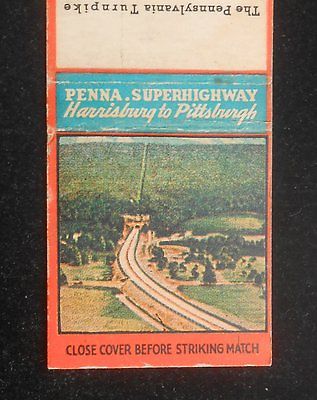 The Pennsylvania Turnpike
PENNA. SUPERHIGHWAY
Harrisburg to Pittsburgh
CLOSE COVER BEFORE STRIKING MATCH